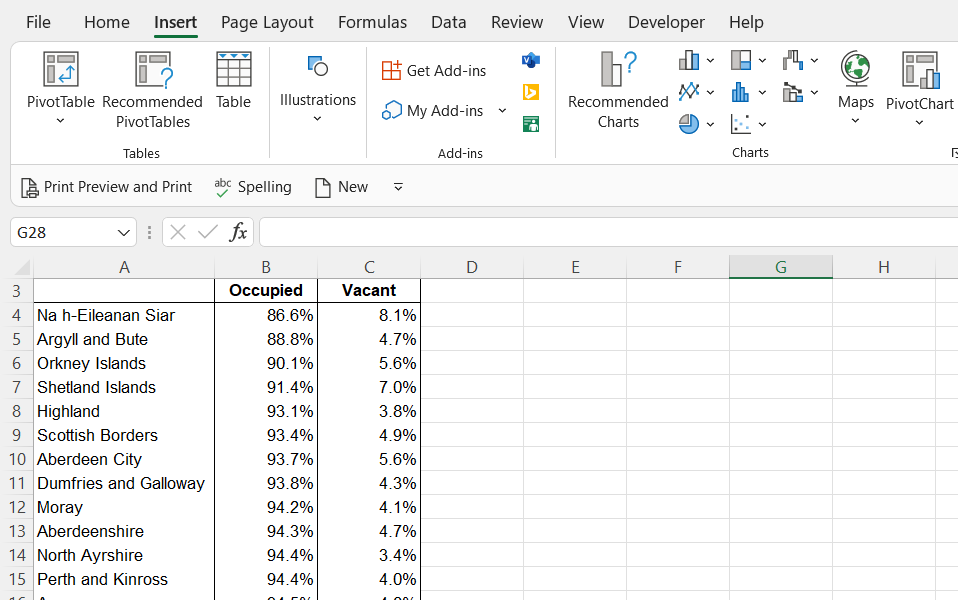 File Home Insert Page Layout Formulas Data Review View Developer Help
PivotTable Recommended PivotTables Table Illustrations Get Add-ins My Add-ins Recommended Charts Maps PivotChart
Tables Add-ins Charts
Print Preview and Print abc Spelling New
G28 fx
A B C D E F G H
3 Occupied Vacant
4 Na h-Eileanan Siar 86.6% 8.1%
5 Argyll and Bute 88.8% 4.7%
6 Orkney Islands 90.1% 5.6%
7 Shetland Islands 91.4% 7.0%
8 Highland 93.1% 3.8%
9 Scottish Borders 93.4% 4.9%
10 Aberdeen City 93.7% 5.6%
11 Dumfries and Galloway 93.8% 4.3%
12 Moray 94.2% 4.1%
13 Aberdeenshire 94.3% 4.7%
14 North Ayrshire 94.4% 3.4%
15 Perth and Kinross 94.4% 4.0%